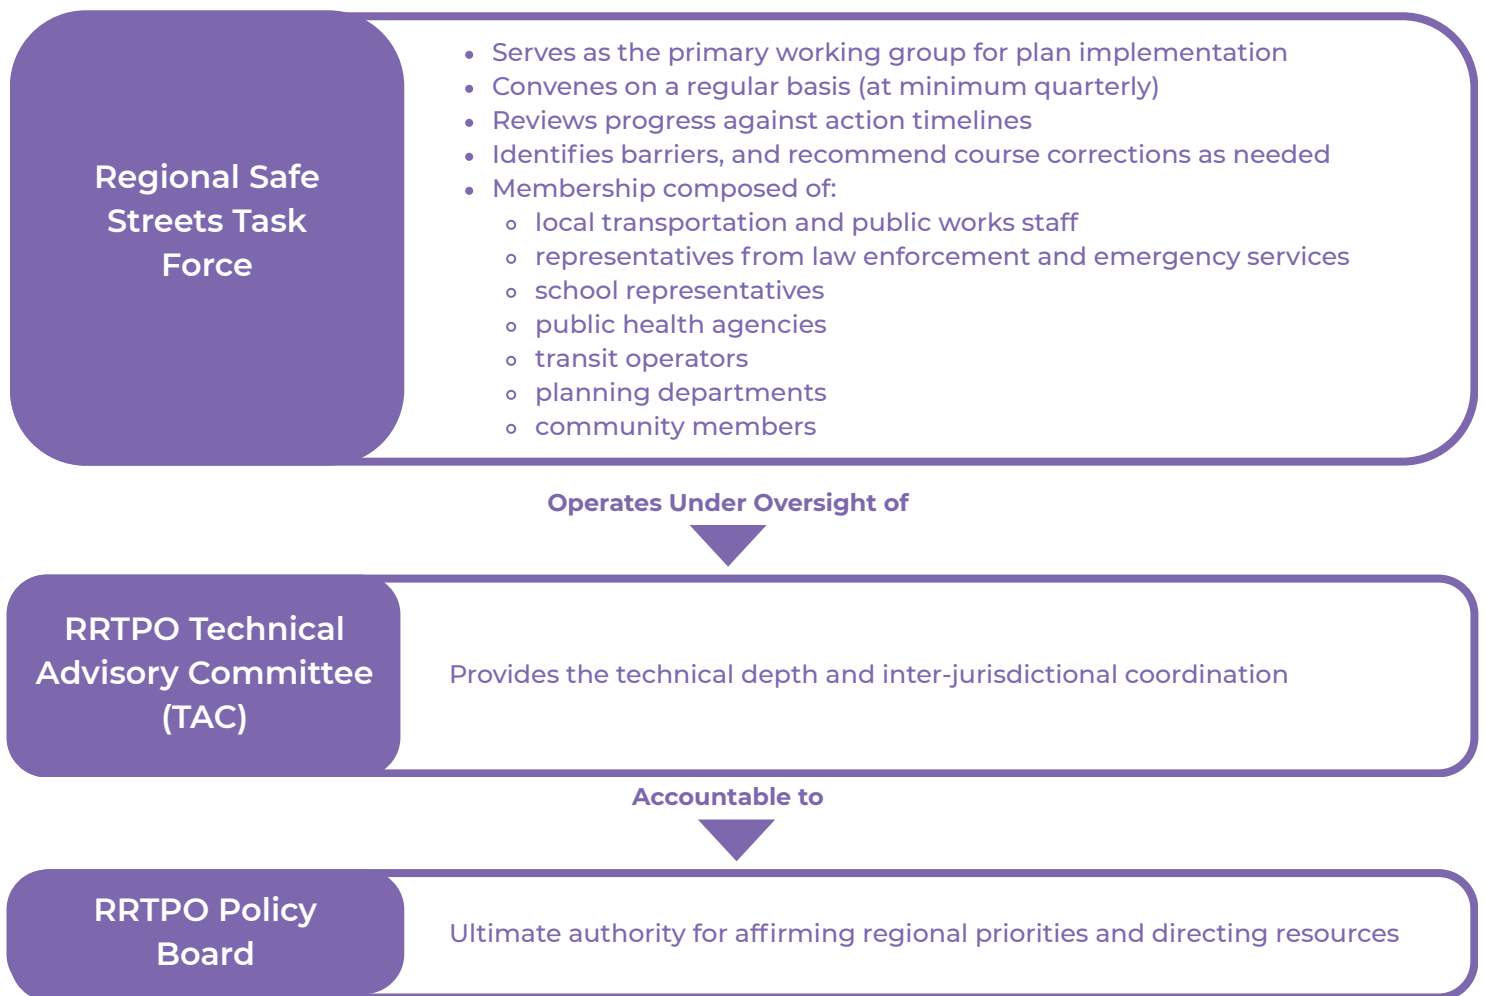 Regional Safe
Streets Task
Force
• Serves as the primary working group for plan implementation
• Convenes on a regular basis (at minimum quarterly)
• Reviews progress against action timelines
• Identifies barriers, and recommend course corrections as needed
• Membership composed of:
◦ local transportation and public works staff
◦ representatives from law enforcement and emergency services
◦ school representatives
◦ public health agencies
◦ transit operators
◦ planning departments
◦ community members
Operates Under Oversight of
RRTPO Technical
Advisory Committee
(TAC)
Provides the technical depth and inter-jurisdictional coordination
Accountable to
RRTPO Policy
Board
Ultimate authority for affirming regional priorities and directing resources